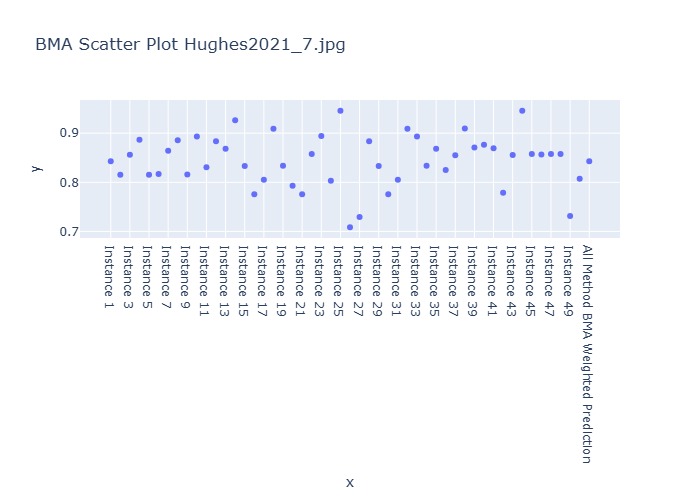 BMA Scatter Plot Hughes2021_7.jpg
y
0.9
0.8
0.7
Instance 1
Instance 3
Instance 5
Instance 7
Instance 9
Instance 11
Instance 13
Instance 15
Instance 17
Instance 19
Instance 21
Instance 23
Instance 25
Instance 27
Instance 29
Instance 31
Instance 33
Instance 35
Instance 37
Instance 39
Instance 41
Instance 43
Instance 45
Instance 47
Instance 49
All Method BMA Weighted Prediction
x